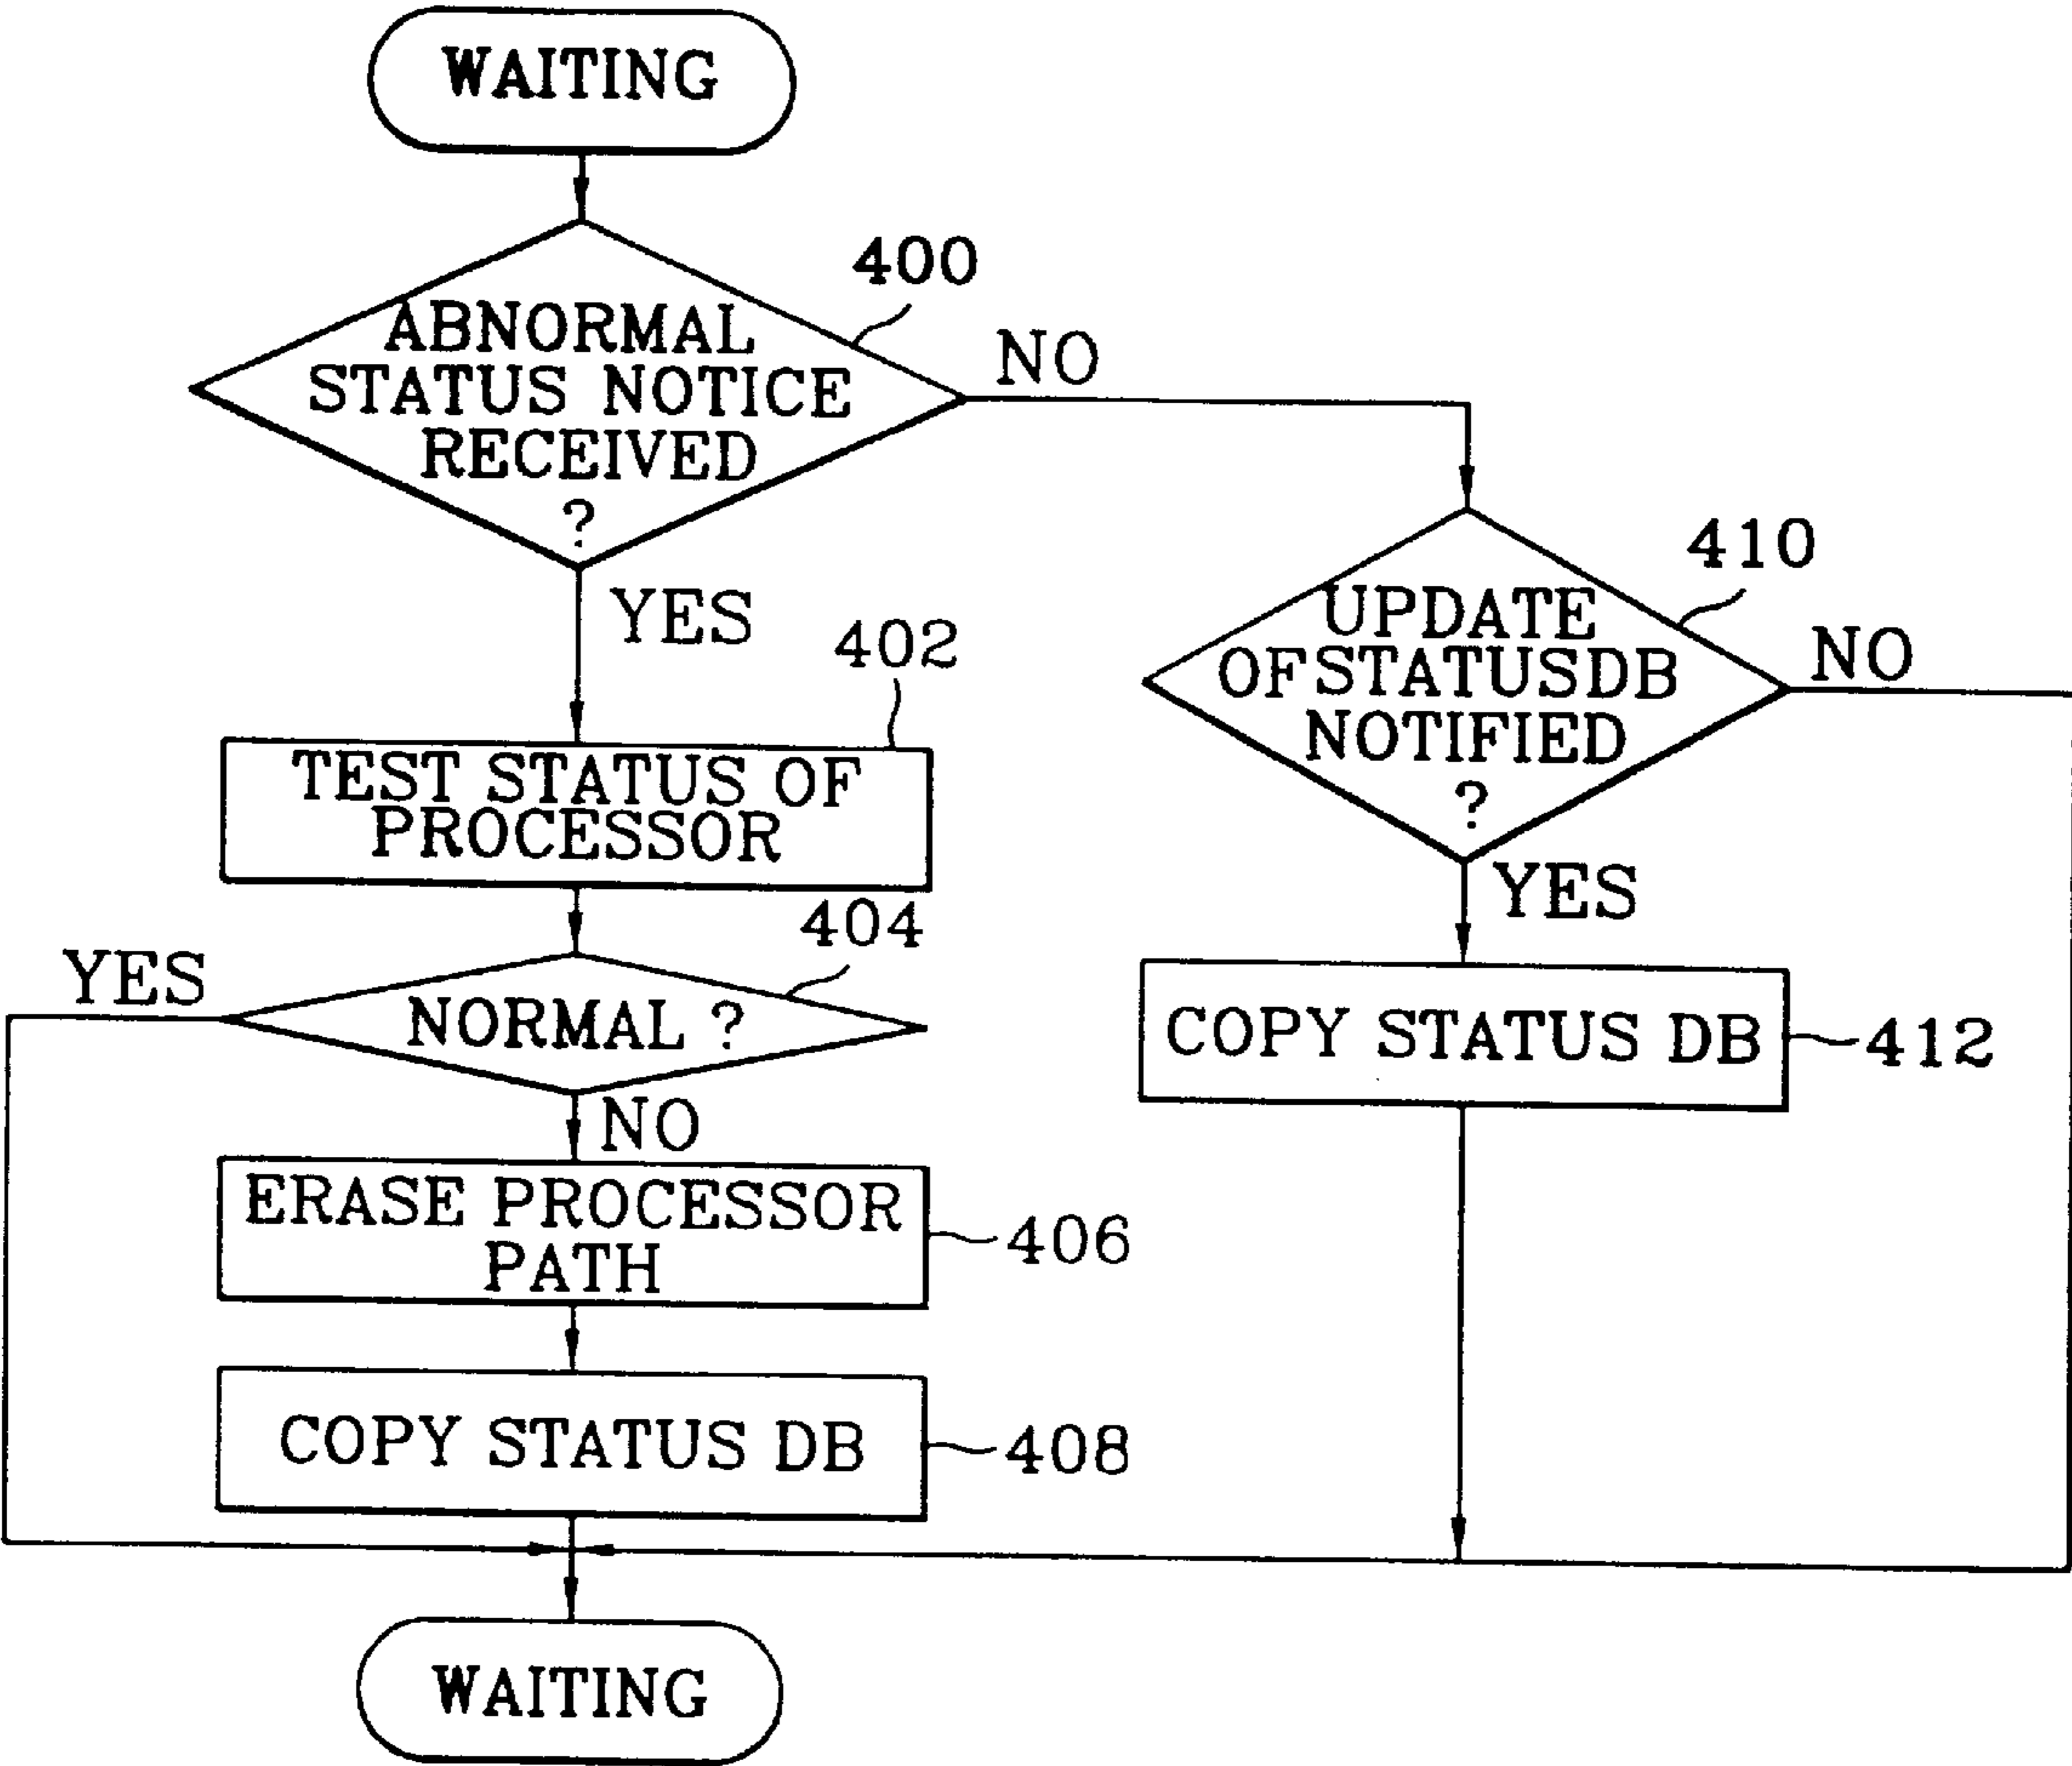 WAITING
400
ABNORMAL
STATUS NOTICE
RECEIVED
?
NO
YES
410
UPDATE
OFSTATUSDB
NOTIFIED
?
NO
YES
402
TEST STATUS OF
PROCESSOR
404
NORMAL ?
YES
NO
COPY STATUS DB
412
ERASE PROCESSOR
PATH
406
COPY STATUS DB
408
WAITING